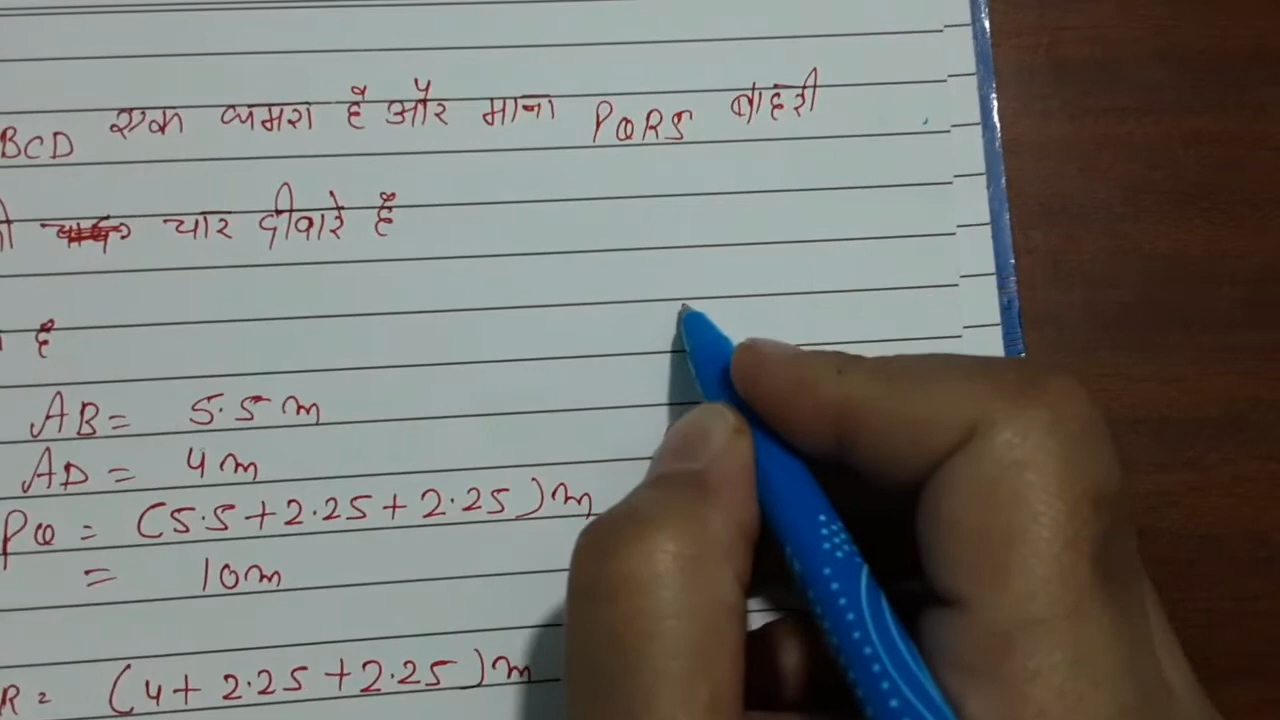 BCD एक कमरा है और माना PQRS बाहरी
चार दीवारे है
है
AB = 5.5 m
AD = 4 m
PQ = (5.5 + 2.25 + 2.25) m
= 10 m
R = (4 + 2.25 + 2.25) m